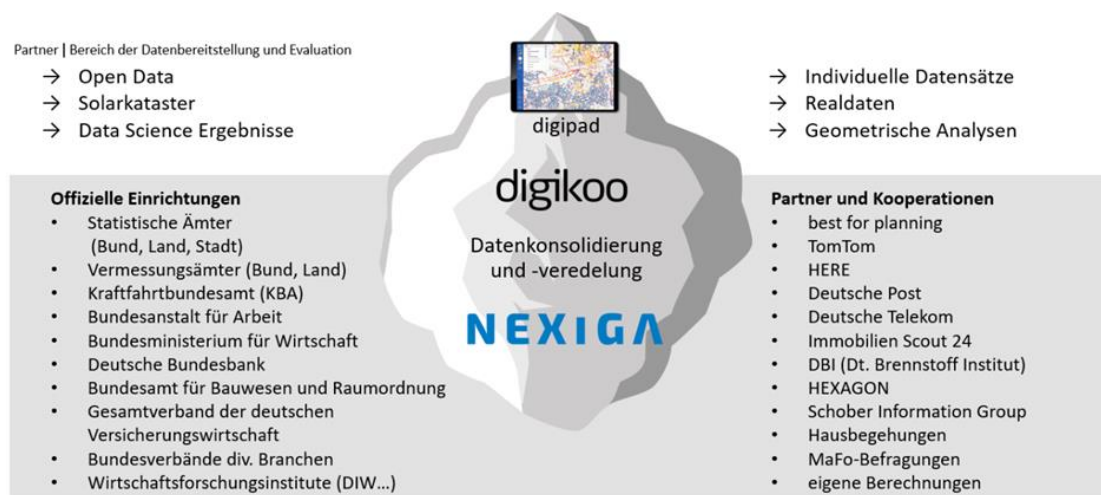 Partner | Bereich der Datenbereitstellung und Evaluation
→ Open Data
→ Solarkataster
→ Data Science Ergebnisse
digipad
→ Individuelle Datensätze
→ Realdaten
→ Geometrische Analysen
Offizielle Einrichtungen
• Statistische Ämter
(Bund, Land, Stadt)
• Vermessungsämter (Bund, Land)
• Kraftfahrtbundesamt (KBA)
• Bundesanstalt für Arbeit
• Bundesministerium für Wirtschaft
• Deutsche Bundesbank
• Bundesamt für Bauwesen und Raumordnung
• Gesamtverband der deutschen
Versicherungswirtschaft
• Bundesverbände div. Branchen
• Wirtschaftsforschungsinstitute (DIW...)
digikoo
Datenkonsolidierung
und -veredelung
NEXIGA
Partner und Kooperationen
• best for planning
• TomTom
• HERE
• Deutsche Post
• Deutsche Telekom
• Immobilien Scout 24
• DBI (Dt. Brennstoff Institut)
• HEXAGON
• Schober Information Group
• Hausbegehungen
• MaFo-Befragungen
• eigene Berechnungen